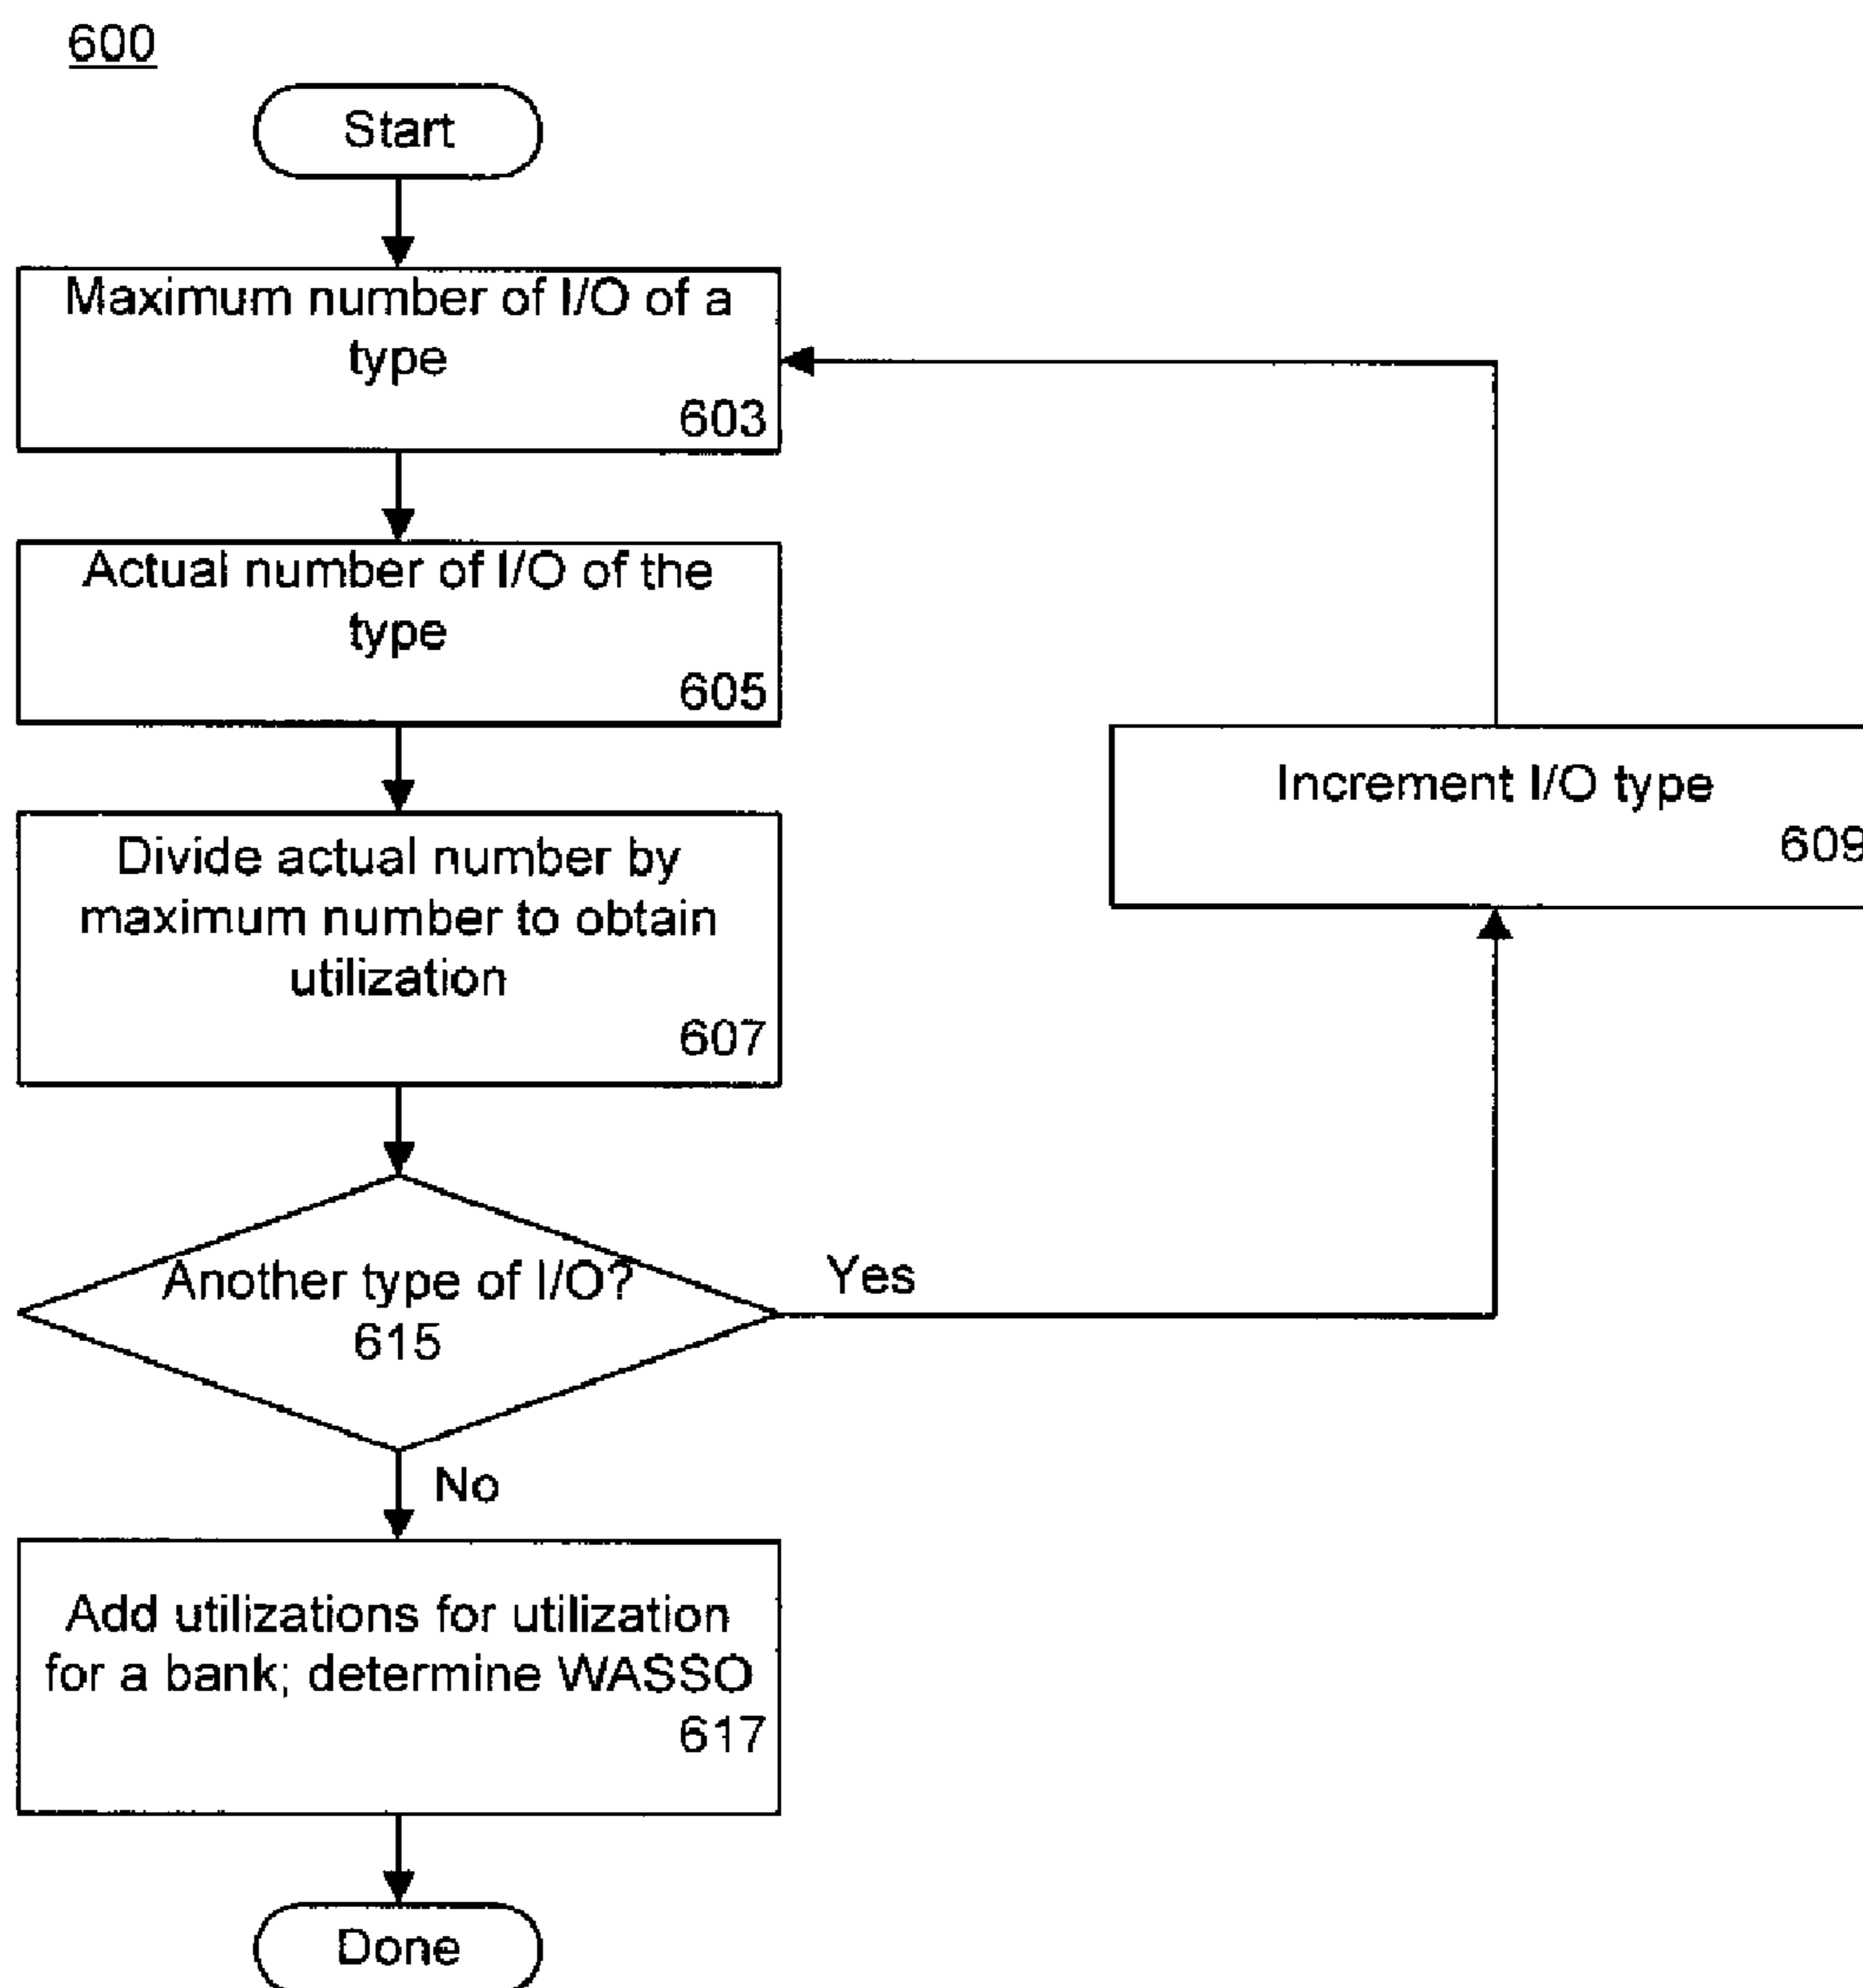 600
Start
Maximum number of I/O of a
type
603
Actual number of I/O of the
type
605
Divide actual number by
maximum number to obtain
utilization
607
Increment I/O type
609
Another type of I/O?
615
Yes
No
Add utilizations for utilization
for a bank; determine WASSO
617
Done